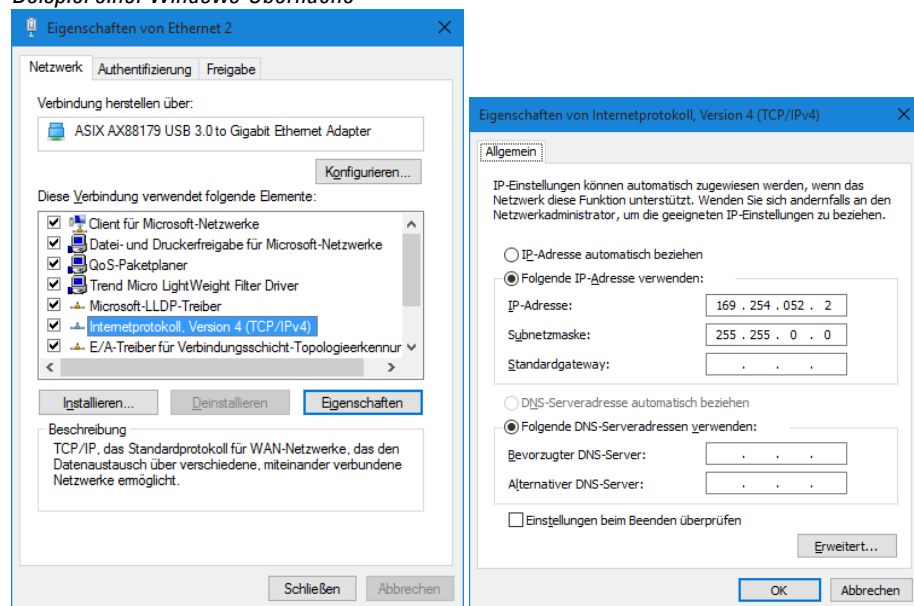 Beispiel einer Windows-Oberfläche
Eigenschaften von Ethernet 2
Netzwerk Authentifizierung Freigabe
Verbindung herstellen über:
ASIX AX88179 USB 3.0 to Gigabit Ethernet Adapter
Konfigurieren...
Diese Verbindung verwendet folgende Elemente:
Client für Microsoft-Netzwerke
Datei- und Druckerfreigabe für Microsoft-Netzwerke
QoS-Paketplaner
Trend Micro LightWeight Filter Driver
Microsoft-LLDP-Treiber
Internetprotokoll, Version 4 (TCP/IPv4)
E/A-Treiber für Verbindungsschicht-Topologieerkennur
Installieren... Deinstallieren Eigenschaften
Beschreibung
TCP/IP, das Standardprotokoll für WAN-Netzwerke, das den
Datenaustausch über verschiedene, miteinander verbundene
Netzwerke ermöglicht.
Schließen Abbrechen
Eigenschaften von Internetprotokoll, Version 4 (TCP/IPv4)
Allgemein
IP-Einstellungen können automatisch zugewiesen werden, wenn das
Netzwerk diese Funktion unterstützt. Wenden Sie sich andernfalls an den
Netzwerkadministrator, um die geeigneten IP-Einstellungen zu beziehen.
IP-Adresse automatisch beziehen
Folgende IP-Adresse verwenden:
IP-Adresse: 169 . 254 . 052 . 2
Subnetzmaske: 255 . 255 . 0 . 0
Standardgateway: . . .
DNS-Serveradresse automatisch beziehen
Folgende DNS-Serveradressen verwenden:
Bevorzugter DNS-Server: . . .
Alternativer DNS-Server: . . .
Einstellungen beim Beenden überprüfen
Erweitert...
OK Abbrechen